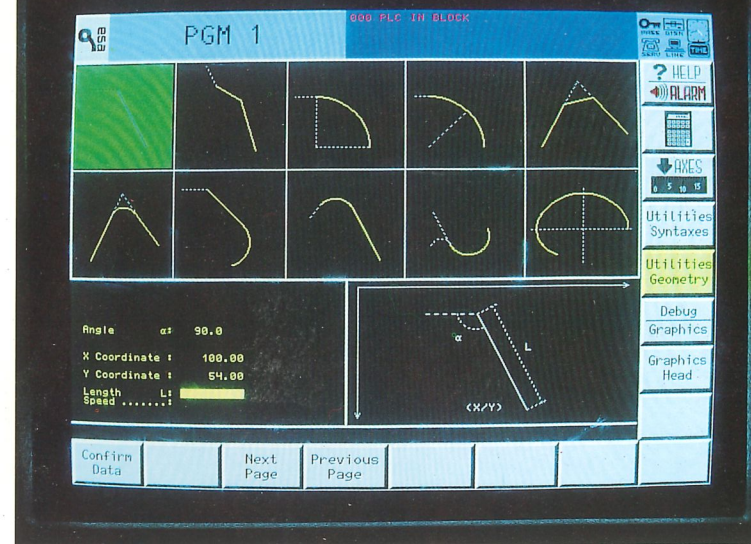 esa
PGM 1
000 PLC IN BLOCK
? HELP
ALARM
AXES
0 5 10 15
Utilities
Syntaxes
Utilities
Geometry
Debug
Graphics
Graphics
Head
Angle α: 90.0
X Coordinate : 100.00
Y Coordinate : 54.00
Length L:
Speed .......:
α
L
(X/Y)
Confirm
Data
Next
Page
Previous
Page